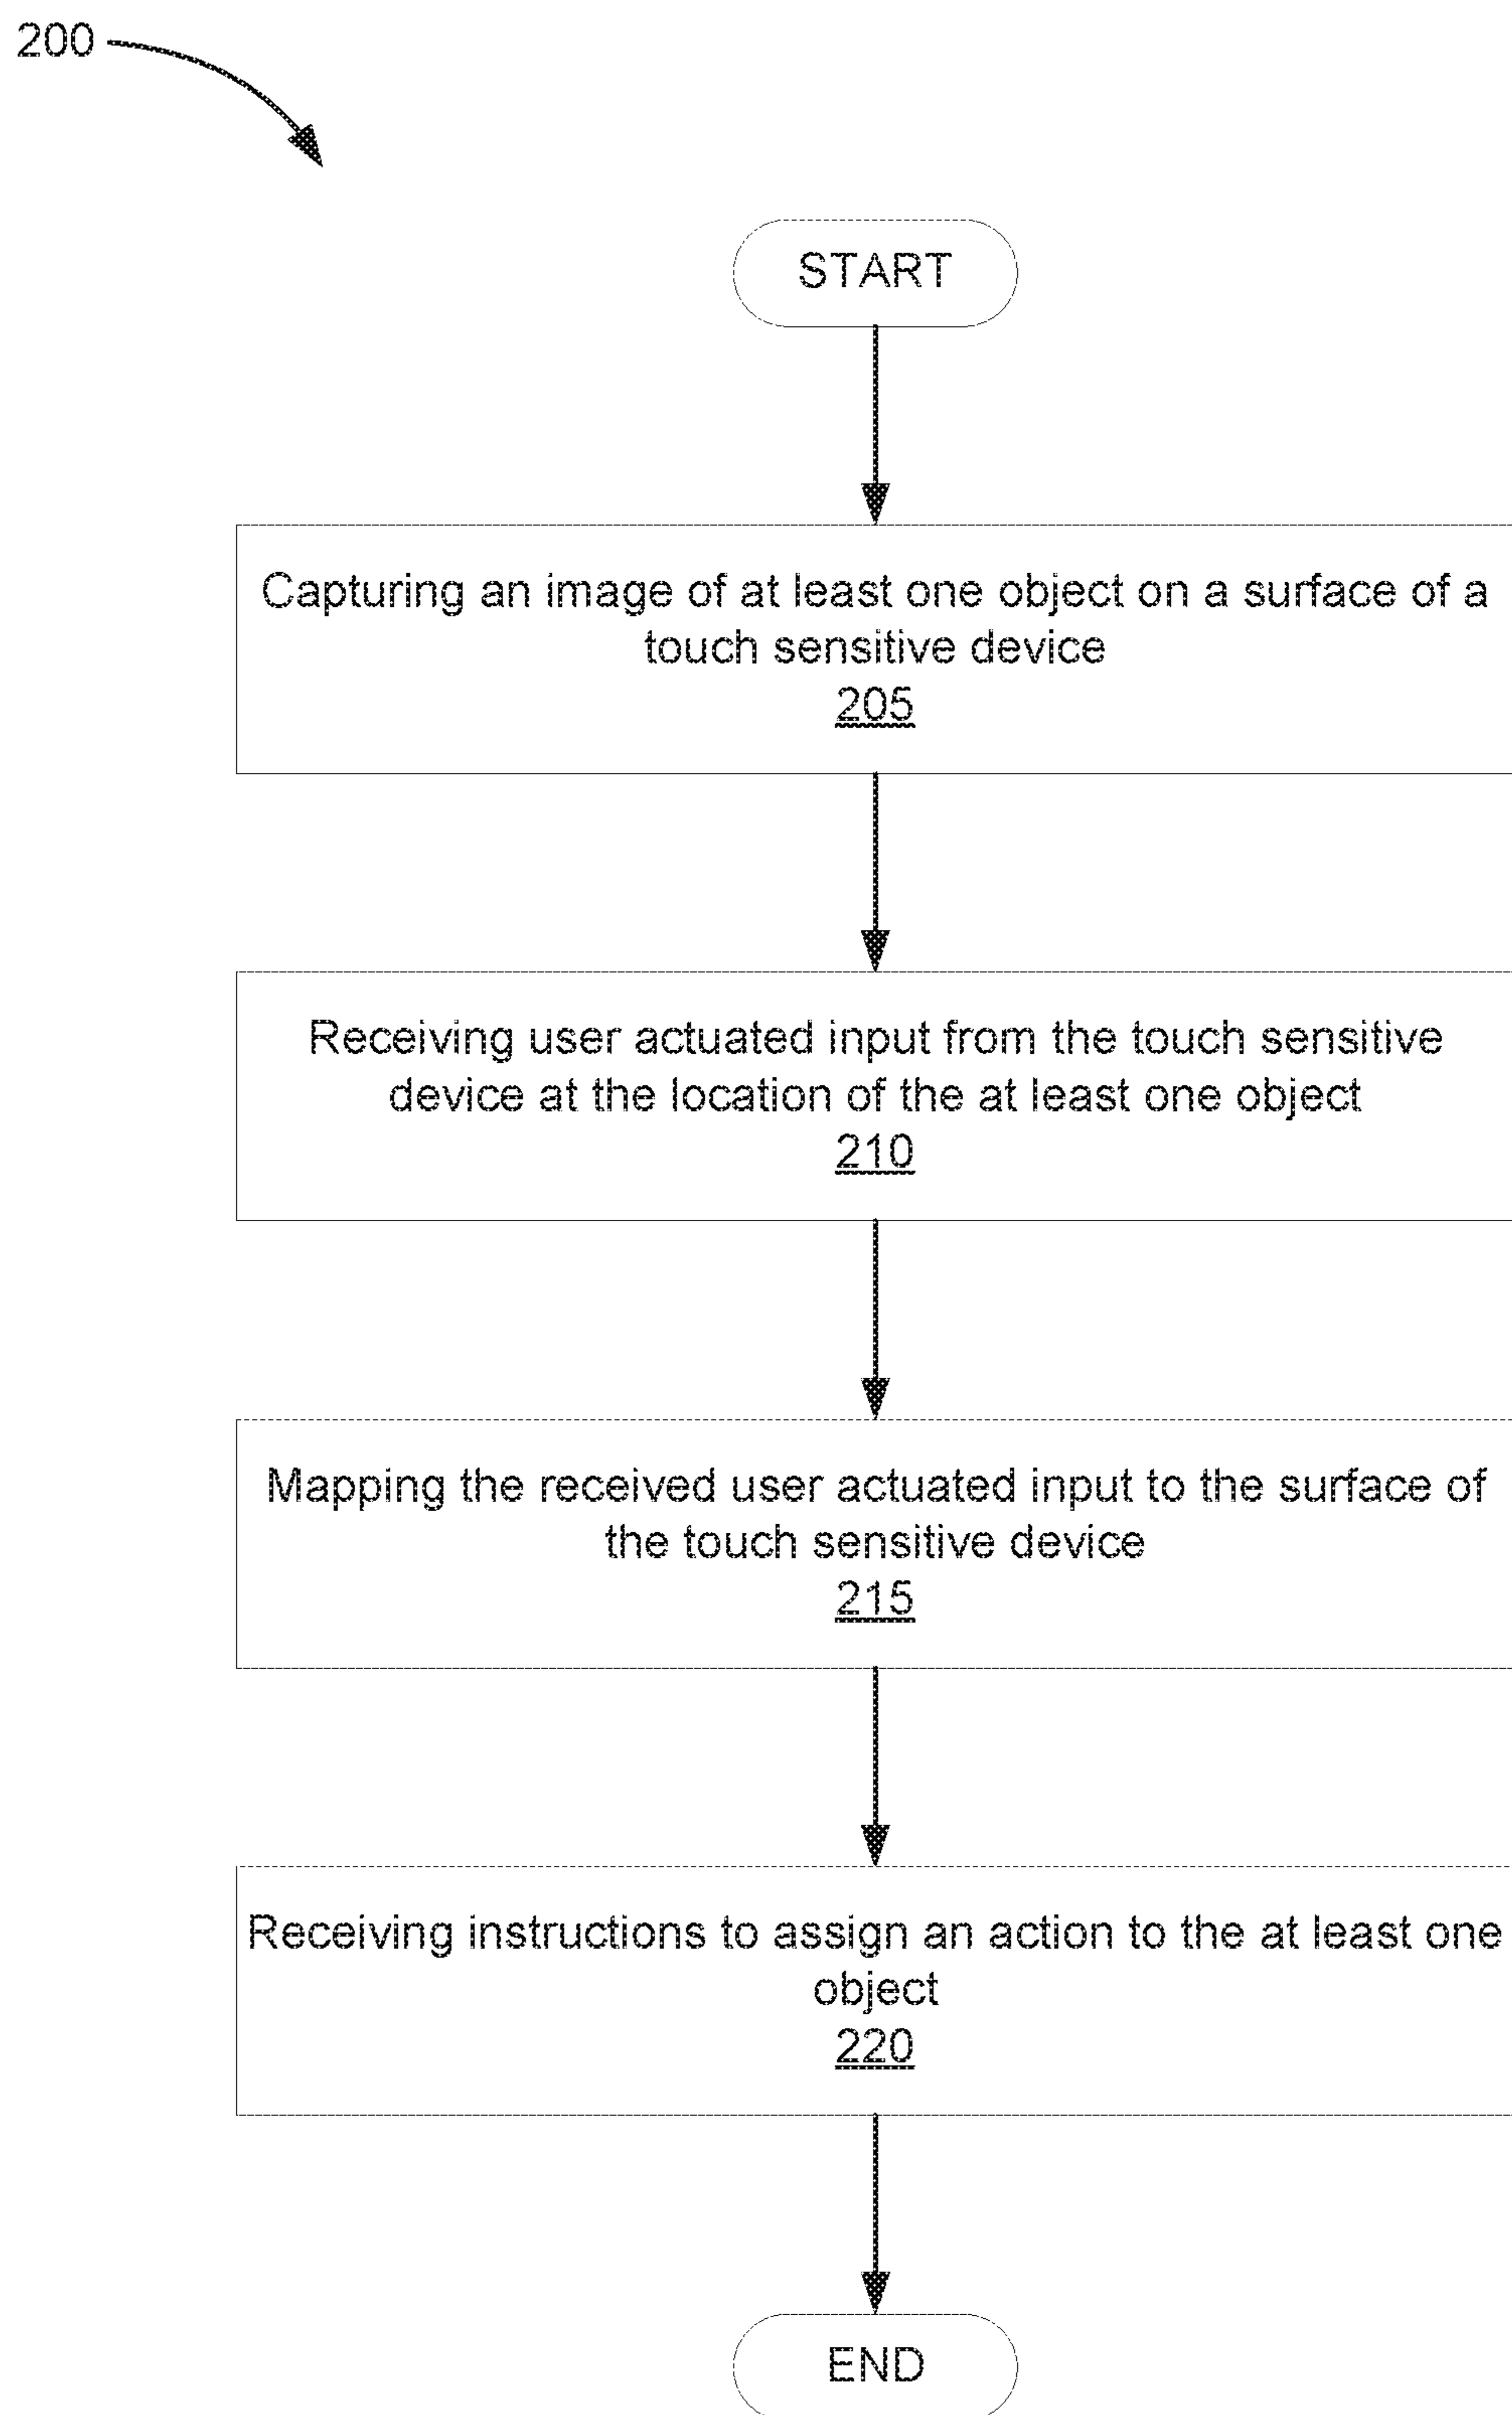 200
START
Capturing an image of at least one object on a surface of a
touch sensitive device
205
Receiving user actuated input from the touch sensitive
device at the location of the at least one object
210
Mapping the received user actuated input to the surface of
the touch sensitive device
215
Receiving instructions to assign an action to the at least one
object
220
END